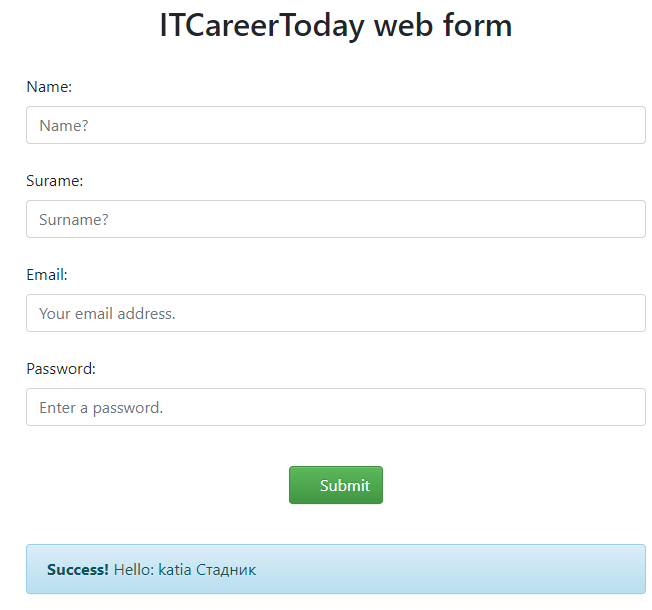 ITCareerToday web form
Name:
Name?
Surame:
Surname?
Email:
Your email address.
Password:
Enter a password.
Submit
Success! Hello: katia Стадник